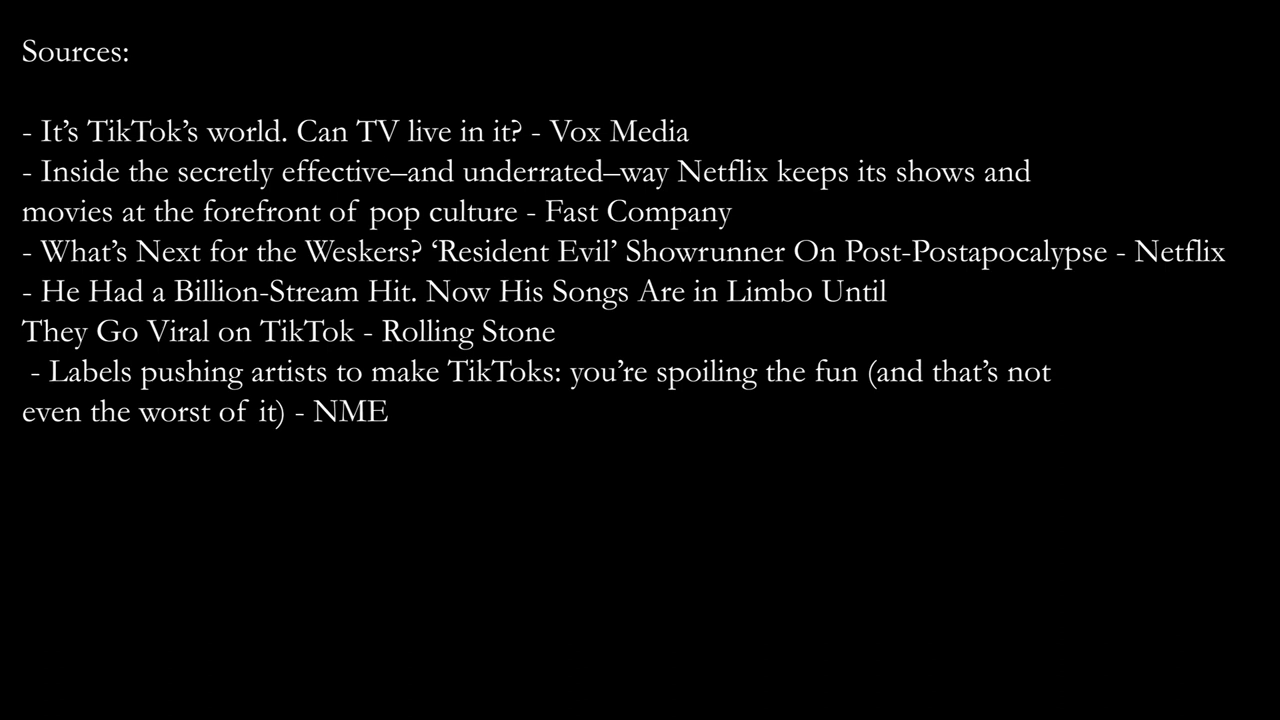 Sources:
- It’s TikTok’s world. Can TV live in it? - Vox Media
- Inside the secretly effective–and underrated–way Netflix keeps its shows and
movies at the forefront of pop culture - Fast Company
- What’s Next for the Weskers? ‘Resident Evil’ Showrunner On Post-Postapocalypse - Netflix
- He Had a Billion-Stream Hit. Now His Songs Are in Limbo Until
They Go Viral on TikTok - Rolling Stone
- Labels pushing artists to make TikToks: you’re spoiling the fun (and that’s not
even the worst of it) - NME